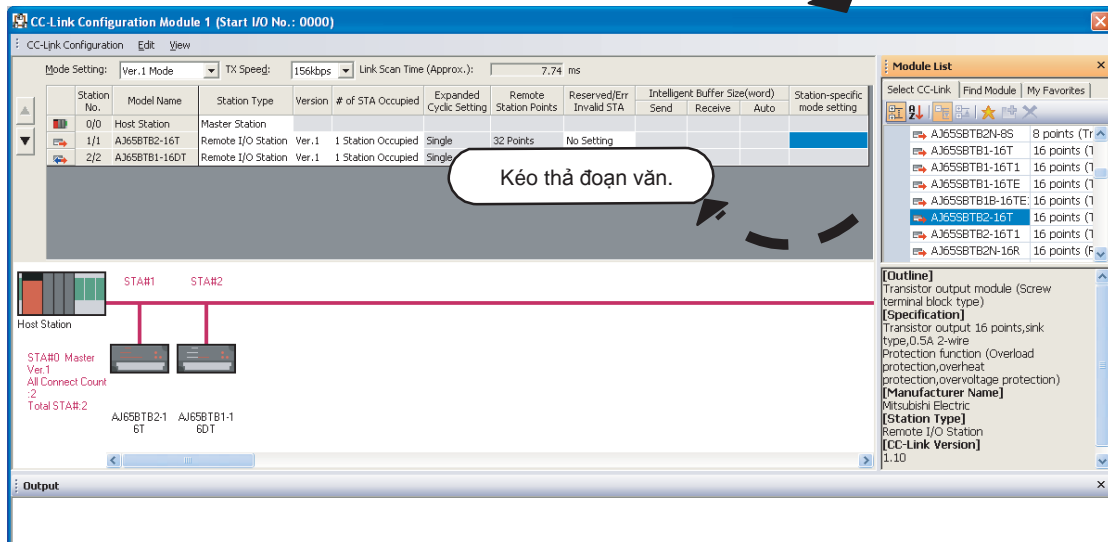 CC-Link Configuration Module 1 (Start I/O No.: 0000)
CC-Link Configuration Edit View
Mode Setting: Ver.1 Mode TX Speed: 156kbps Link Scan Time (Approx.): 7.74 ms
Station No. Model Name Station Type Version # of STA Occupied Expanded Cyclic Setting Remote Station Points Reserved/Err Invalid STA Intelligent Buffer Size(word) Send Receive Auto Station-specific mode setting
0/0 Host Station Master Station
1/1 AJ65BTB2-16T Remote I/O Station Ver.1 1 Station Occupied Single 32 Points No Setting
2/2 AJ65BTB1-16DT Remote I/O Station Ver.1 1 Station Occupied Single
Kéo thả đoạn văn.
STA#1 STA#2
Host Station
STA#0 Master
Ver.1
All Connect Count
:2
Total STA#:2
AJ65BTB2-1 AJ65BTB1-1
6T 6DT
Module List
Select CC-Link Find Module My Favorites
AJ65SBTB2N-8S 8 points (Tr
AJ65SBTB1-16T 16 points (T
AJ65SBTB1-16T1 16 points (T
AJ65SBTB1-16TE 16 points (T
AJ65SBTB1B-16TE: 16 points (T
AJ65SBTB2-16T 16 points (T
AJ65SBTB2-16T1 16 points (T
AJ65SBTB2N-16R 16 points (R
[Outline]
Transistor output module (Screw
terminal block type)
[Specification]
Transistor output 16 points,sink
type,0.5A 2-wire
Protection function (Overload
protection,overheat
protection,overvoltage protection)
[Manufacturer Name]
Mitsubishi Electric
[Station Type]
Remote I/O Station
[CC-Link Version]
1.10
Output